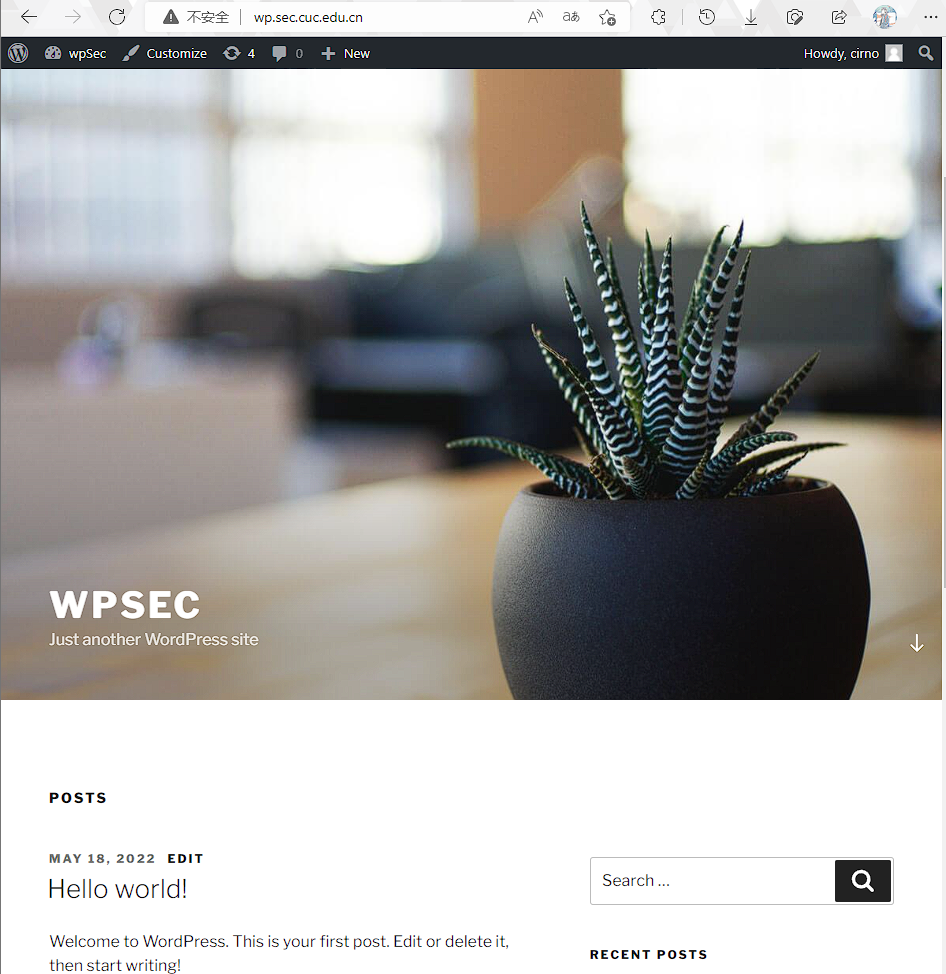 不安全 wp.sec.cuc.edu.cn
wpSec Customize 4 0 New Howdy, cirno
WPSEC
Just another WordPress site
POSTS
MAY 18, 2022 EDIT
Hello world!
Search …
Welcome to WordPress. This is your first post. Edit or delete it,
then start writing!
RECENT POSTS